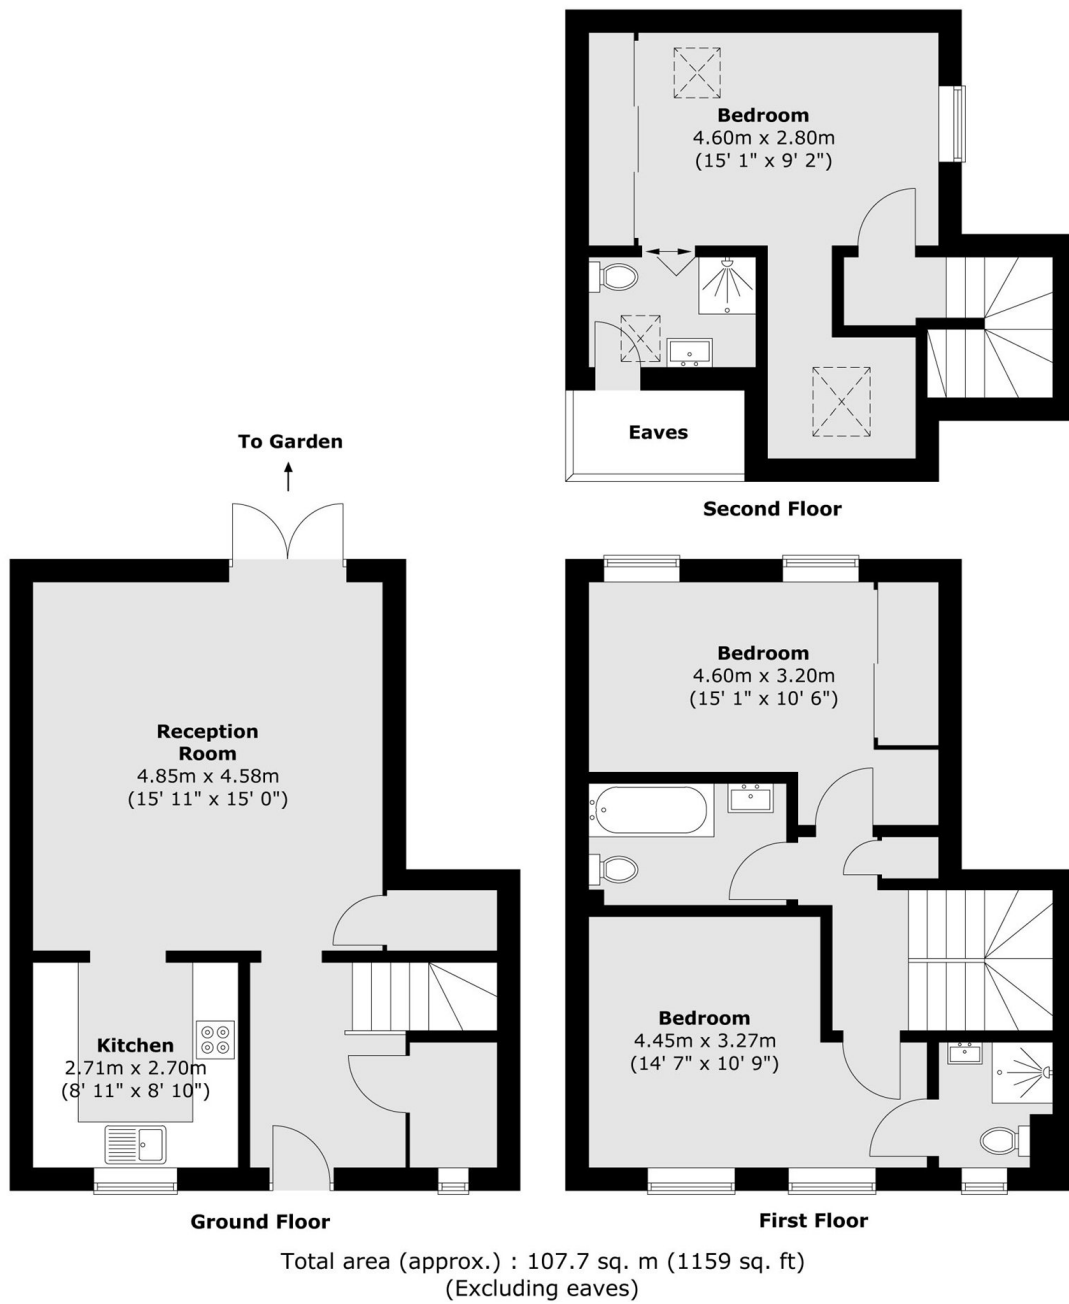 Bedroom
4.60m x 2.80m
(15' 1" x 9' 2")
Eaves
Second Floor
To Garden
Reception
Room
4.85m x 4.58m
(15' 11" x 15' 0")
Kitchen
2.71m x 2.70m
(8' 11" x 8' 10")
Ground Floor
Bedroom
4.60m x 3.20m
(15' 1" x 10' 6")
Bedroom
4.45m x 3.27m
(14' 7" x 10' 9")
First Floor
Total area (approx.) : 107.7 sq. m (1159 sq. ft)
(Excluding eaves)